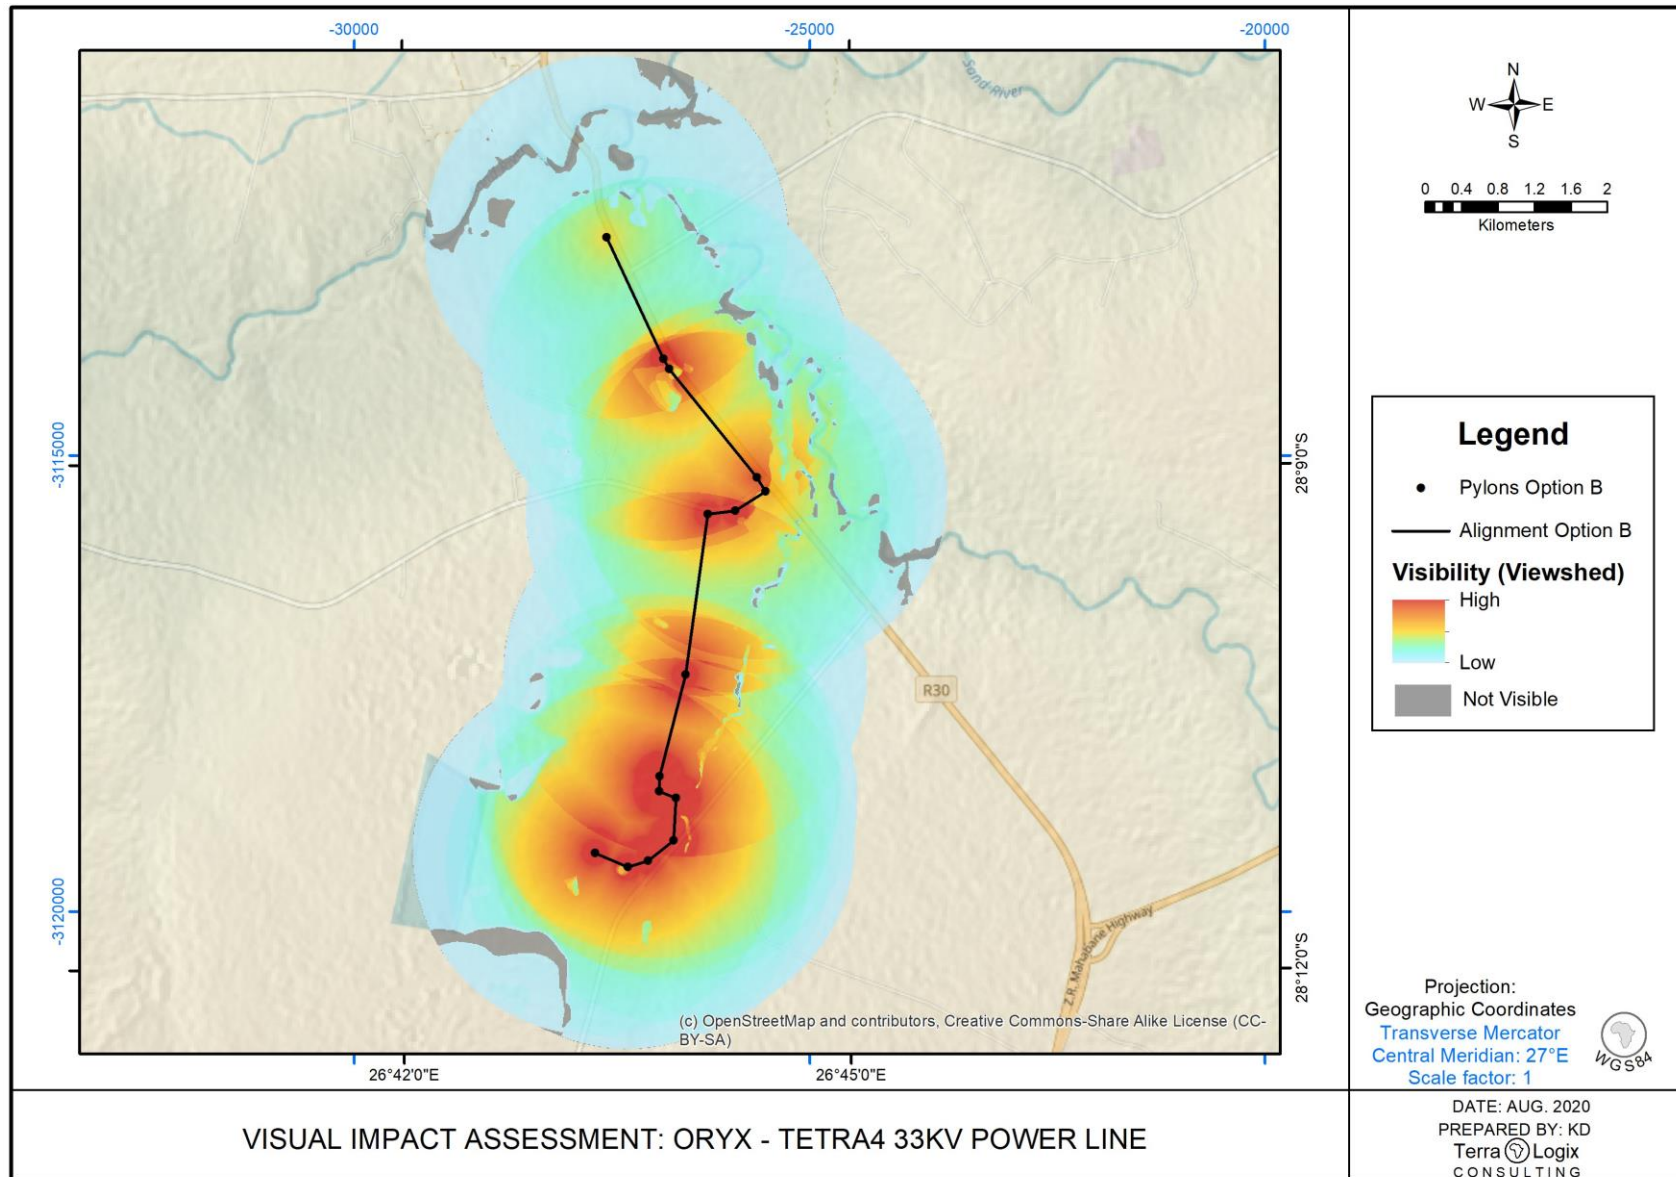 -30000
-25000
-20000
Sand River
N
W E
S
0 0.4 0.8 1.2 1.6 2
Kilometers
-3115000
28°9'0"S
Legend
Pylons Option B
Alignment Option B
Visibility (Viewshed)
High
Low
Not Visible
R30
-3120000
28°12'0"S
Z.R. Mahabane Highway
(c) OpenStreetMap and contributors, Creative Commons-Share Alike License (CC-
BY-SA)
26°42'0"E
26°45'0"E
Projection:
Geographic Coordinates
Transverse Mercator
Central Meridian: 27°E
Scale factor: 1
WGS84
VISUAL IMPACT ASSESSMENT: ORYX - TETRA4 33KV POWER LINE
DATE: AUG. 2020
PREPARED BY: KD
Terra Logix
CONSULTING